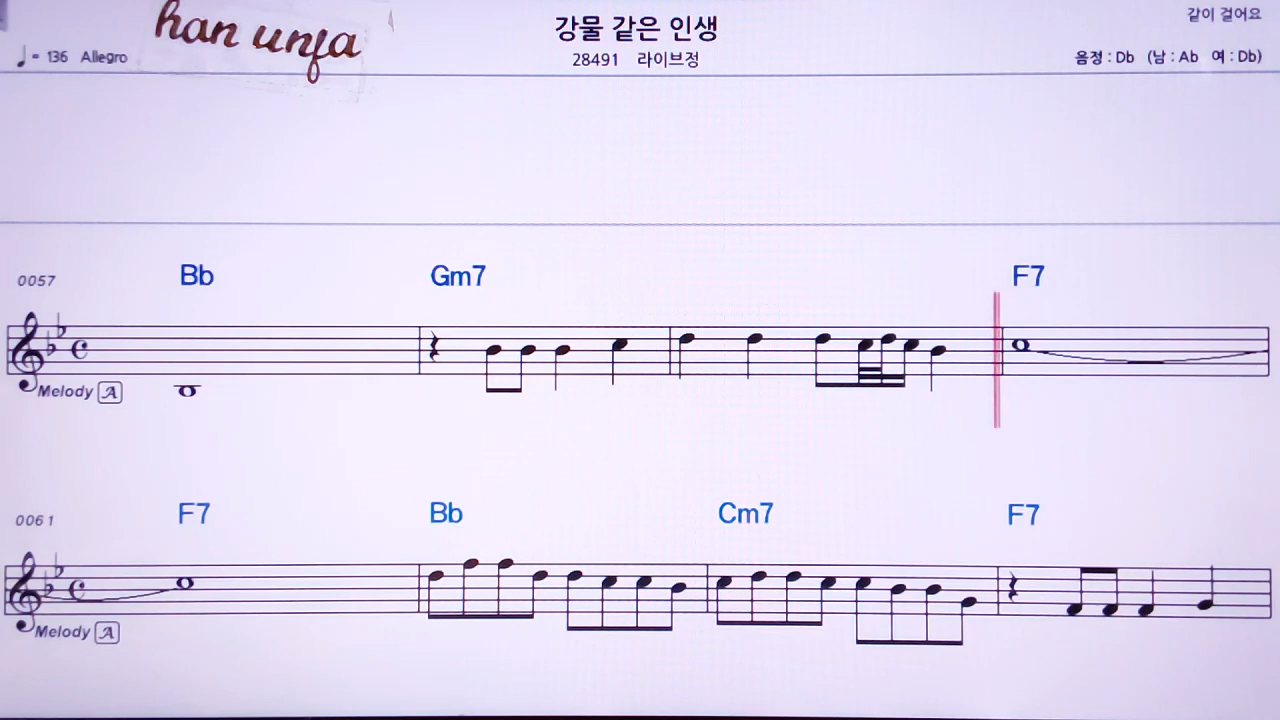 han unja
강물 같은 인생
같이 걸어요
♩= 136 Allegro
28491 라이브정
음정 : Db (남 : Ab 여 : Db)
0057
Bb Gm7 F7
Melody A
0061
F7 Bb Cm7 F7
Melody A